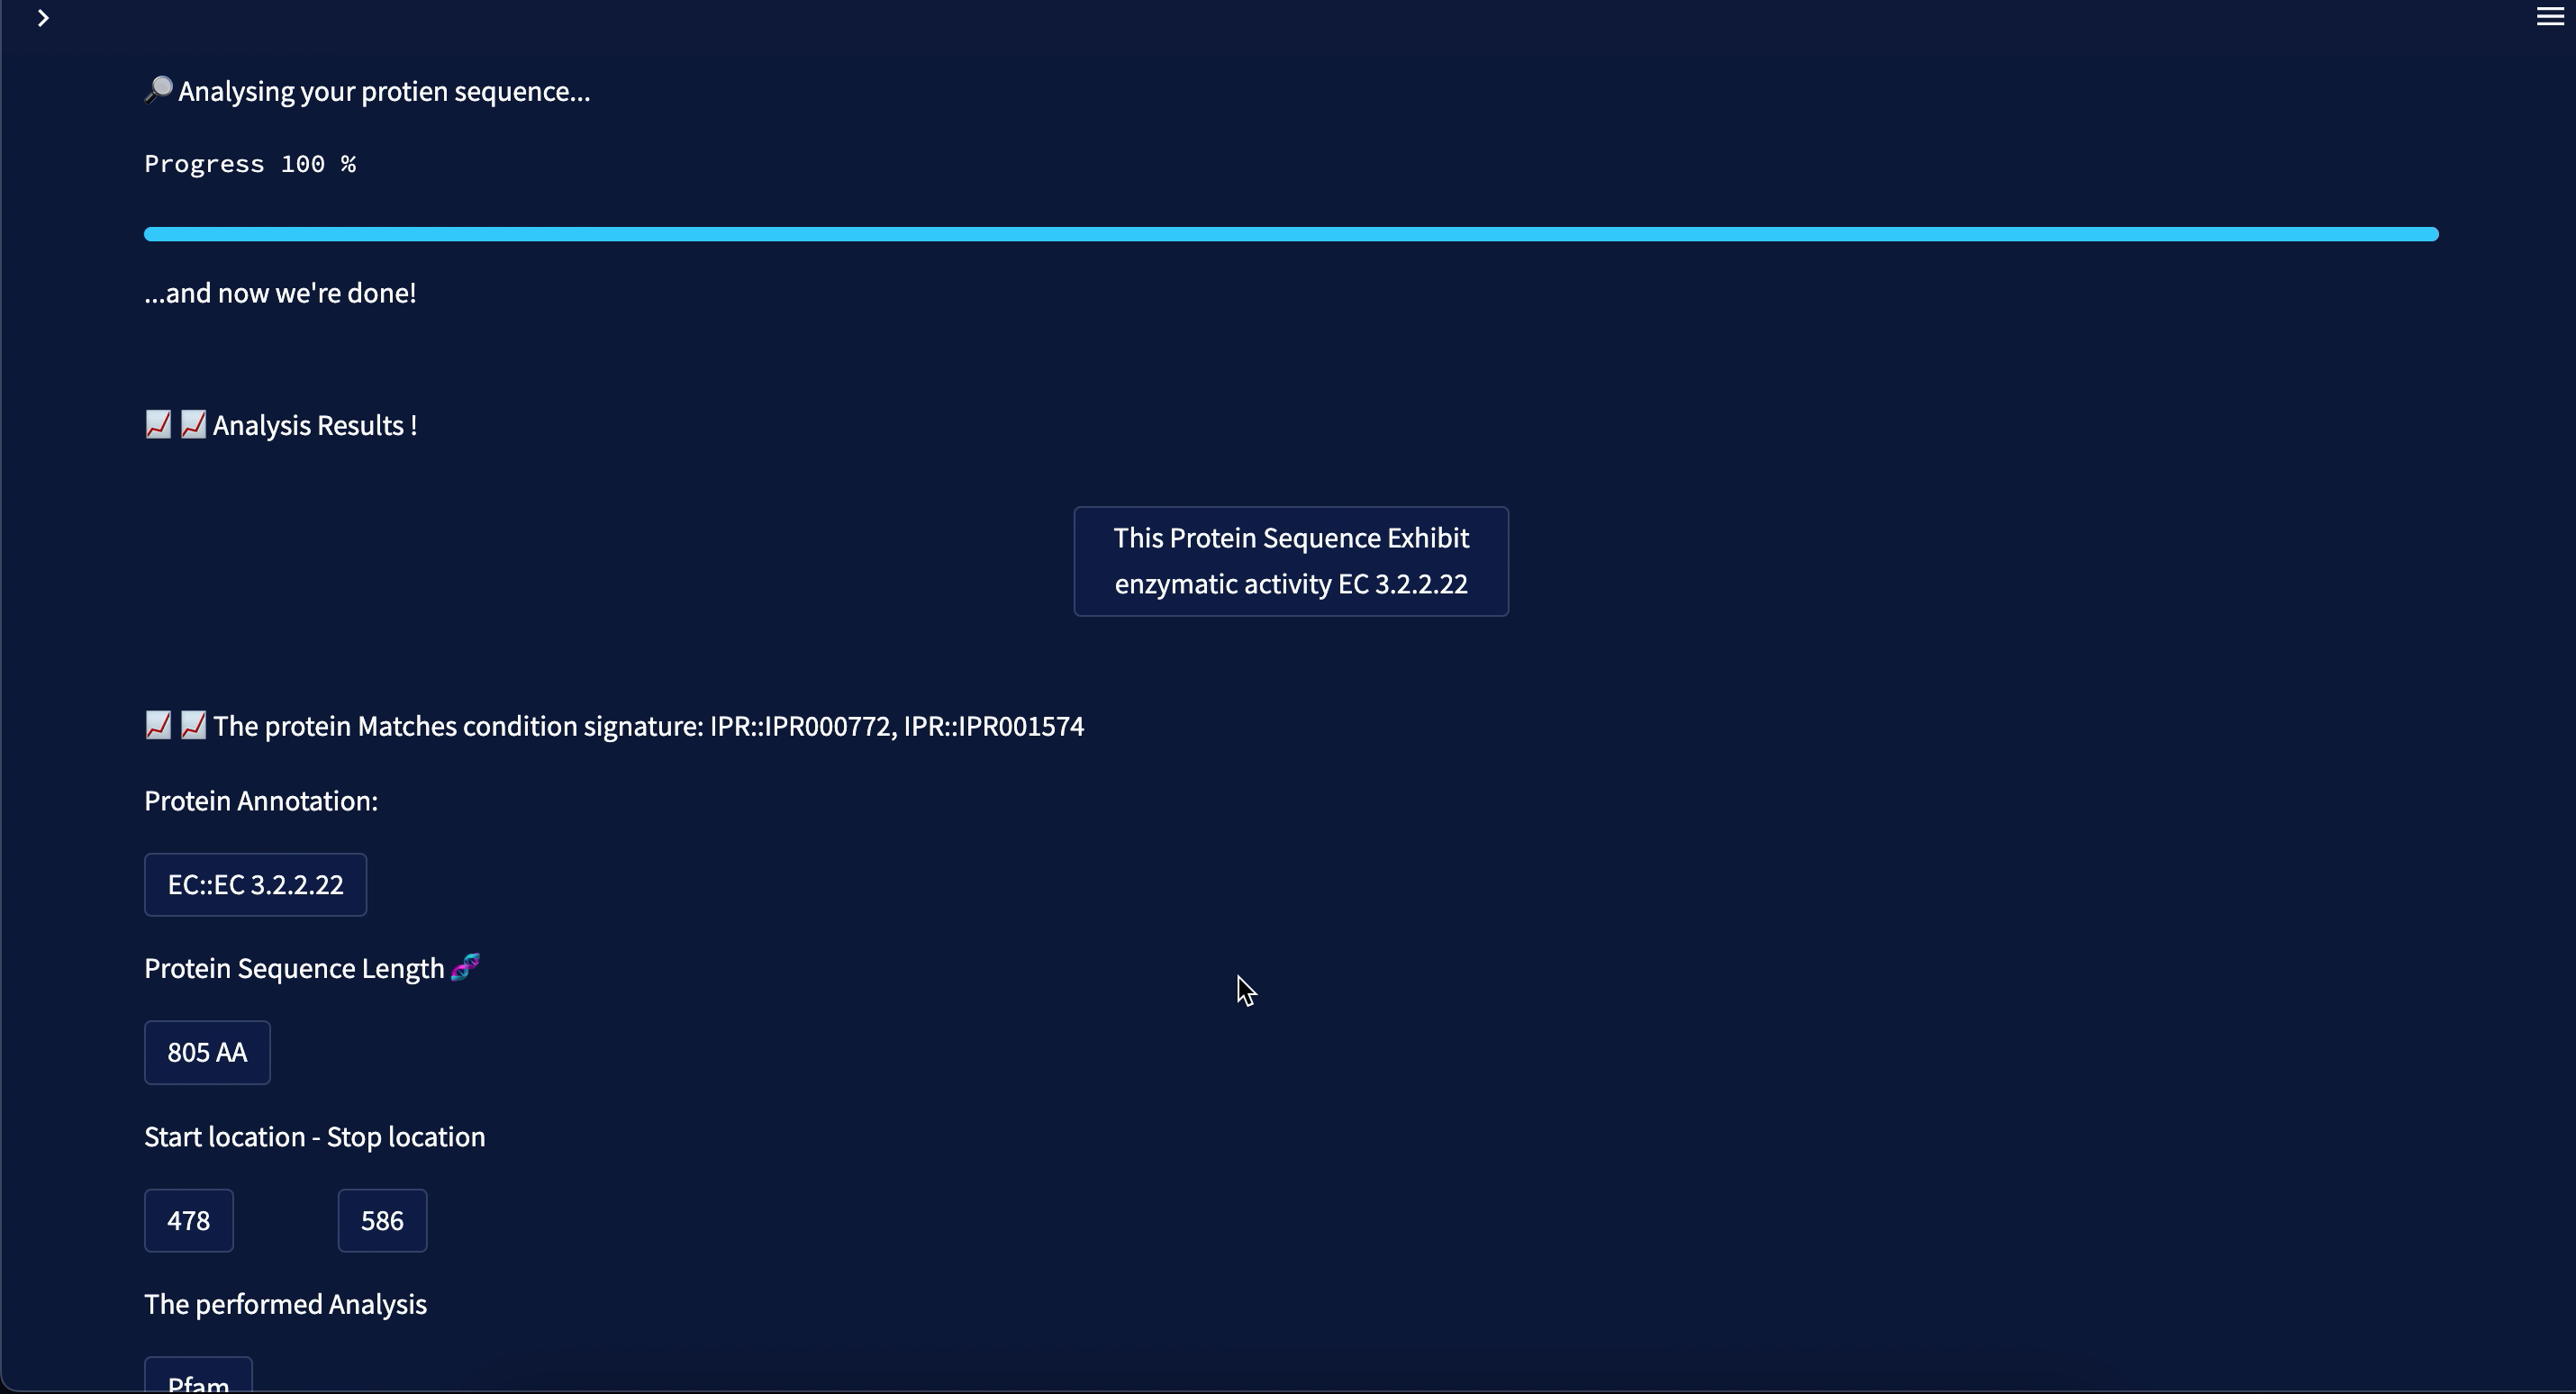 Analysing your protien sequence...
Progress 100 %
...and now we're done!
Analysis Results !
This Protein Sequence Exhibit
enzymatic activity EC 3.2.2.22
The protein Matches condition signature: IPR::IPR000772, IPR::IPR001574
Protein Annotation:
EC::EC 3.2.2.22
Protein Sequence Length
805 AA
Start location - Stop location
478 586
The performed Analysis
Pfam